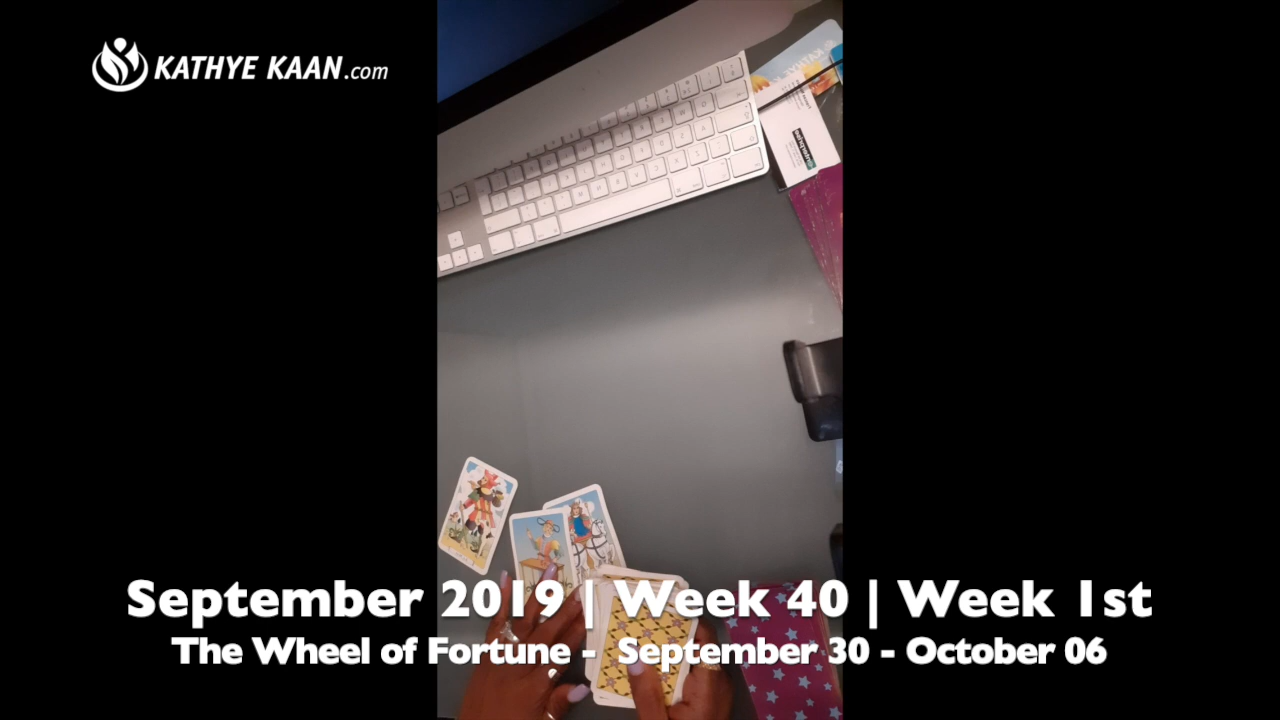 KATHYE KAAN.com
September 2019 | Week 40 | Week 1st
The Wheel of Fortune - September 30 - October 06